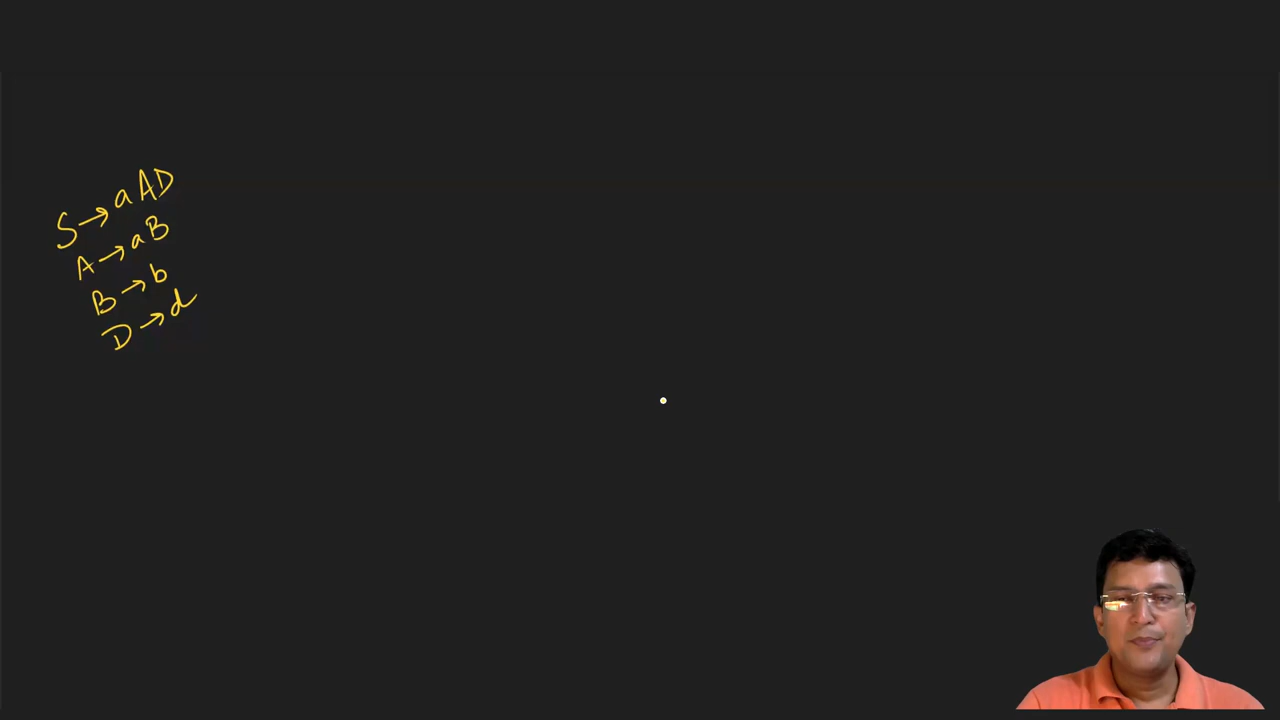 S → aAD
A → aB
B → b
D → d